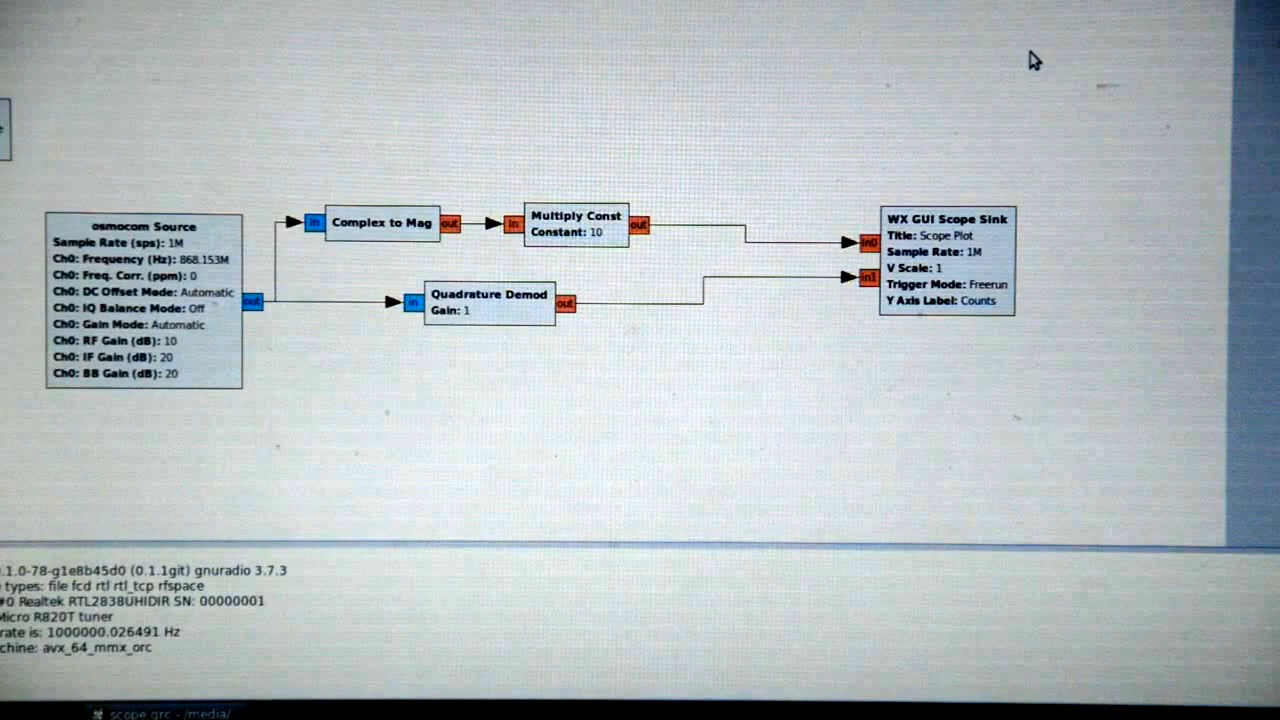 osmocom Source
Sample Rate (sps): 1M
Ch0: Frequency (Hz): 868.153M
Ch0: Freq. Corr. (ppm): 0
Ch0: DC Offset Mode: Automatic
Ch0: IQ Balance Mode: Off
Ch0: Gain Mode: Automatic
Ch0: RF Gain (dB): 10
Ch0: IF Gain (dB): 20
Ch0: BB Gain (dB): 20
out
in
Complex to Mag
out
in
Multiply Const
Constant: 10
out
in
Quadrature Demod
Gain: 1
out
in0
in1
WX GUI Scope Sink
Title: Scope Plot
Sample Rate: 1M
V Scale: 1
Trigger Mode: Freerun
Y Axis Label: Counts
.1.0-78-g1e8b45d0 (0.1.1git) gnuradio 3.7.3
types: file fcd rtl rtl_tcp rfspace
#0 Realtek RTL2838UHIDIR SN: 00000001
Micro R820T tuner
rate is: 1000000.026491 Hz
chine: avx_64_mmx_orc
scope.grc - /media/